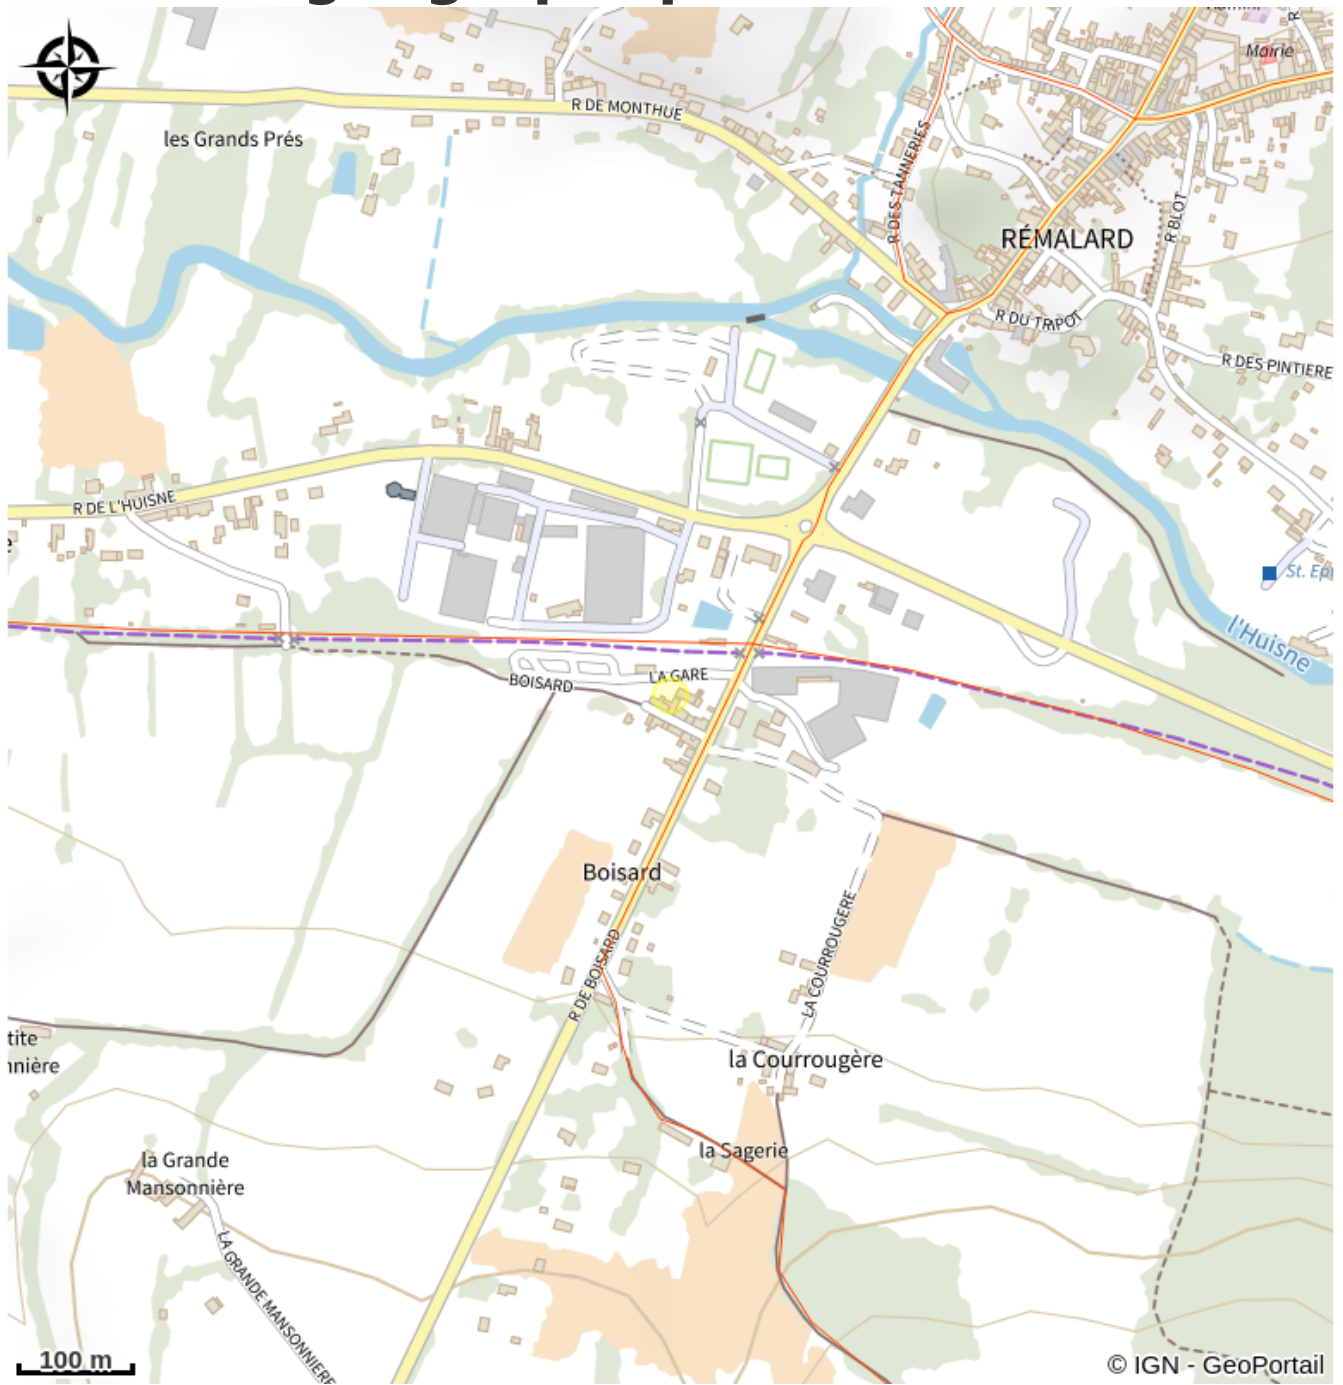 Mairie
R DE MONTHUE
les Grands Prés
R DES TANNERIES
R BLOT
RÉMALARD
R DU TRIPOT
R DES PINTIERE
R DE L'HUISNE
St. Ep
l'Huisne
LA GARE
BOISARD
Boisard
LA COURROUGERE
R DE BOISARD
tite
nnière
la Courrougère
la Sagerie
la Grande
Mansonnière
LA GRANDE MANSONNIERE
100 m
© IGN - GeoPortail